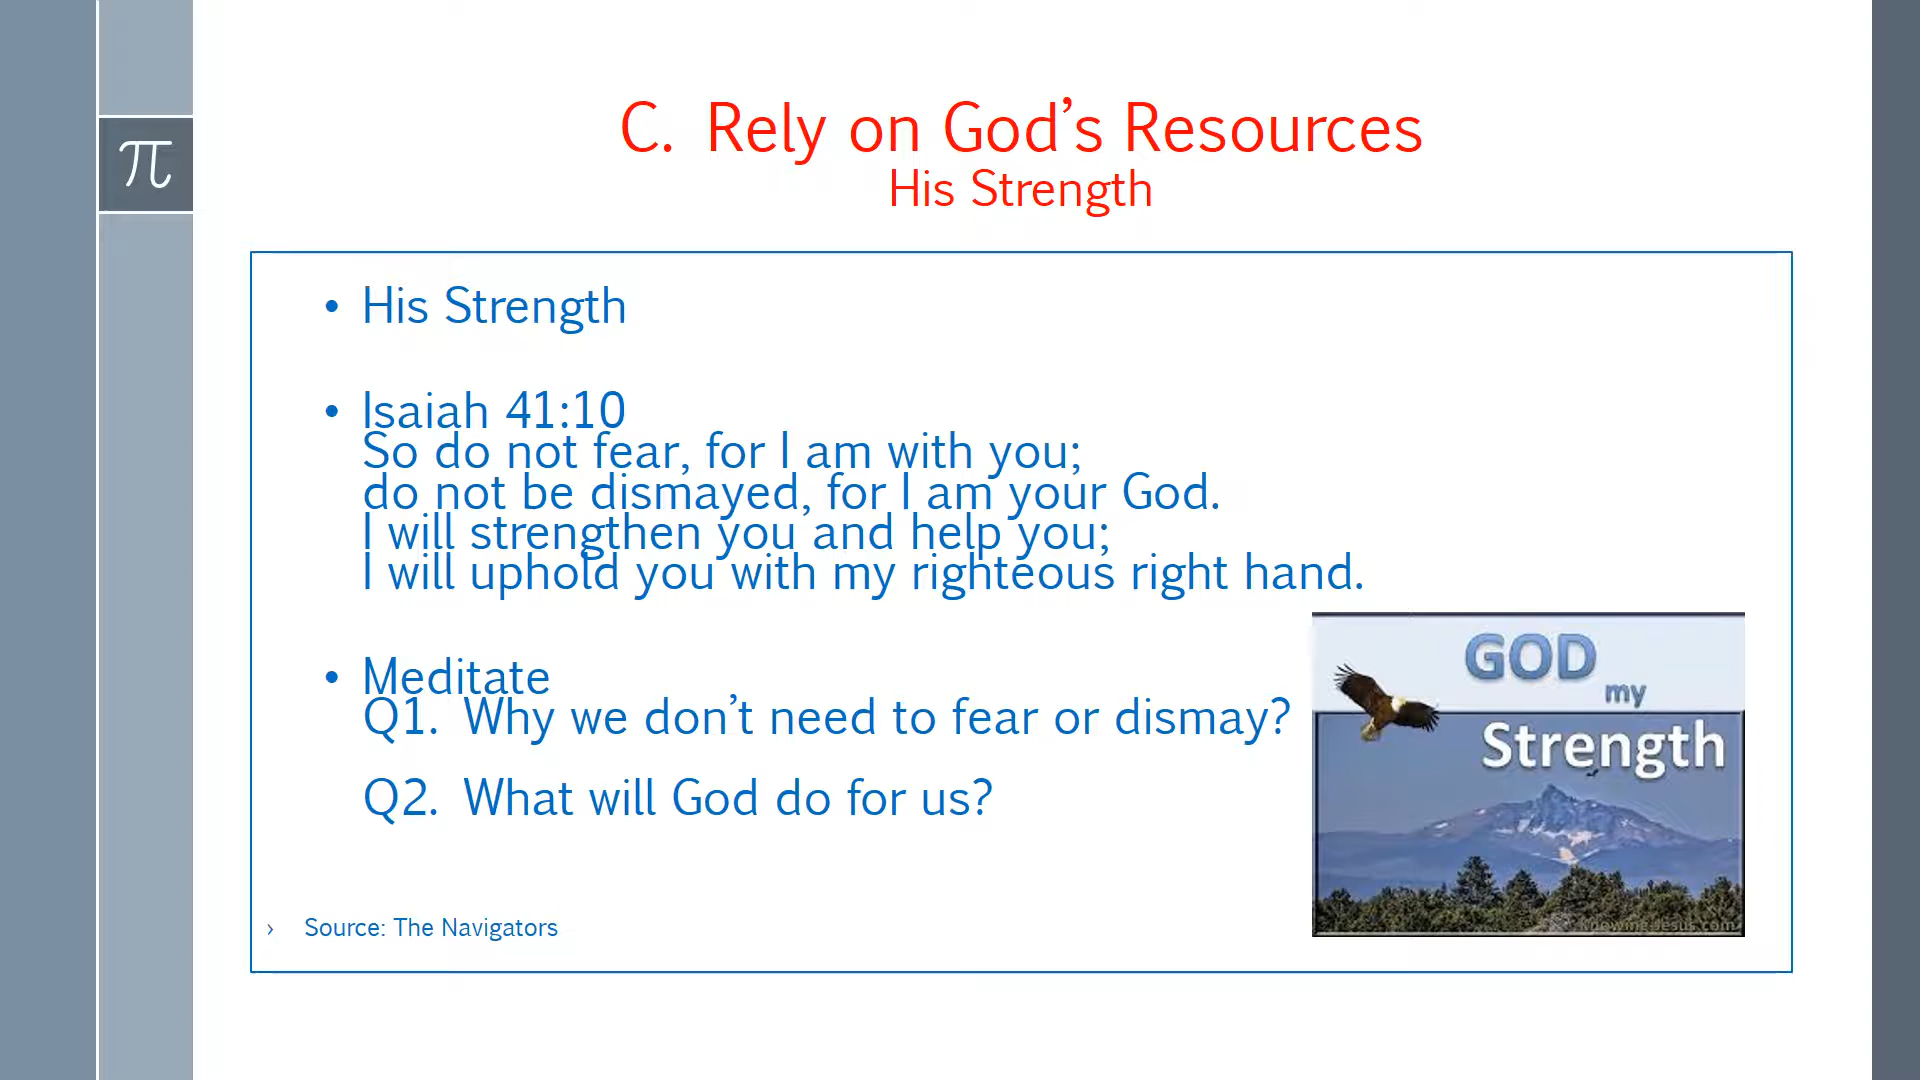 C. Rely on God’s Resources
His Strength
π
• His Strength
• Isaiah 41:10
So do not fear, for I am with you;
do not be dismayed, for I am your God.
I will strengthen you and help you;
I will uphold you with my righteous right hand.
• Meditate
Q1. Why we don’t need to fear or dismay?
Q2. What will God do for us?
GOD
my
Strength
knowing-jesus.com
› Source: The Navigators